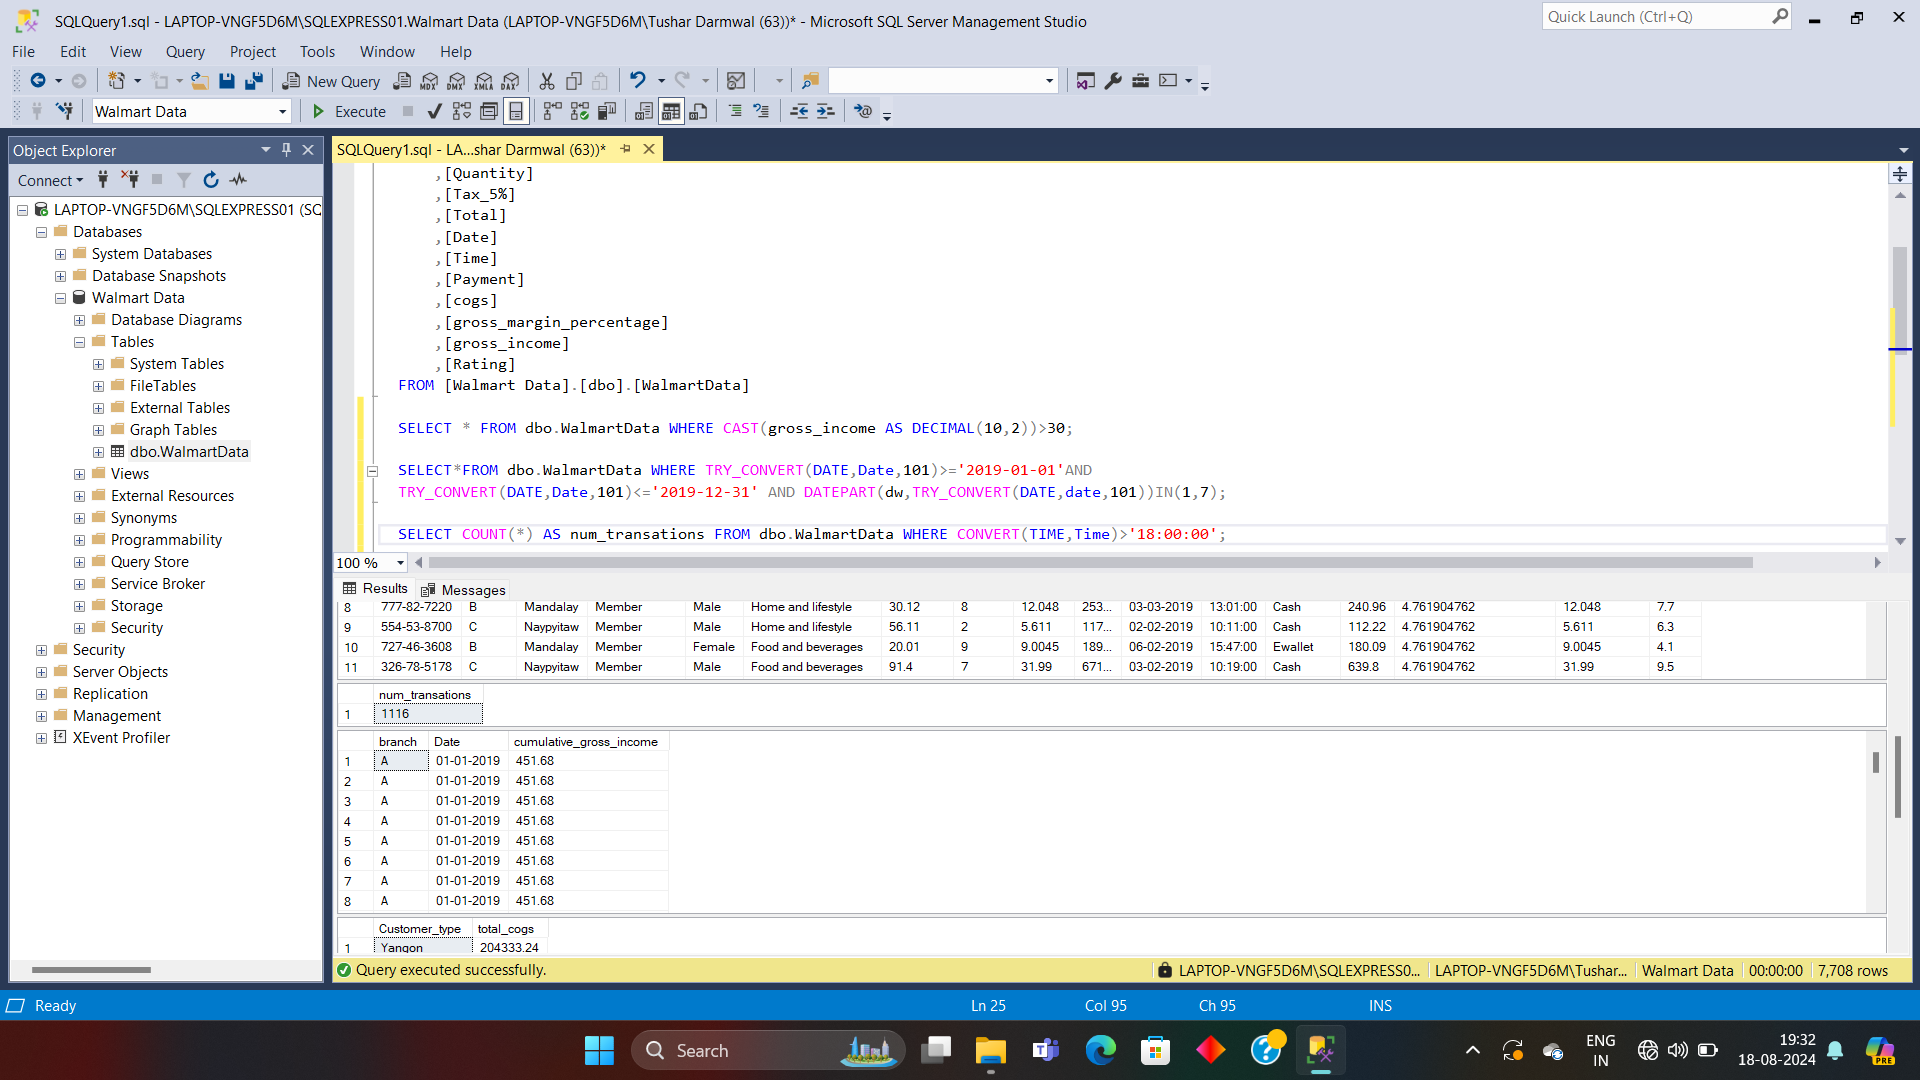 SQLQuery1.sql - LAPTOP-VNGF5D6M\SQLEXPRESS01.Walmart Data (LAPTOP-VNGF5D6M\Tushar Darmwal (63))* - Microsoft SQL Server Management Studio
Quick Launch (Ctrl+Q)
File Edit View Query Project Tools Window Help
New Query MDX DMX XMLA DAX
Walmart Data Execute
Object Explorer
Connect
LAPTOP-VNGF5D6M\SQLEXPRESS01 (SQ
Databases
System Databases
Database Snapshots
Walmart Data
Database Diagrams
Tables
System Tables
FileTables
External Tables
Graph Tables
dbo.WalmartData
Views
External Resources
Synonyms
Programmability
Query Store
Service Broker
Storage
Security
Security
Server Objects
Replication
Management
XEvent Profiler
SQLQuery1.sql - LA...shar Darmwal (63))*
,[Quantity]
,[Tax_5%]
,[Total]
,[Date]
,[Time]
,[Payment]
,[cogs]
,[gross_margin_percentage]
,[gross_income]
,[Rating]
FROM [Walmart Data].[dbo].[WalmartData]
SELECT * FROM dbo.WalmartData WHERE CAST(gross_income AS DECIMAL(10,2))>30;
SELECT*FROM dbo.WalmartData WHERE TRY_CONVERT(DATE,Date,101)>='2019-01-01'AND
TRY_CONVERT(DATE,Date,101)<='2019-12-31' AND DATEPART(dw,TRY_CONVERT(DATE,date,101))IN(1,7);
SELECT COUNT(*) AS num_transations FROM dbo.WalmartData WHERE CONVERT(TIME,Time)>'18:00:00';
100 %
Results Messages
8 777-82-7220 B Mandalay Member Male Home and lifestyle 30.12 8 12.048 253... 03-03-2019 13:01:00 Cash 240.96 4.761904762 12.048 7.7
9 554-53-8700 C Naypyitaw Member Male Home and lifestyle 56.11 2 5.611 117... 02-02-2019 10:11:00 Cash 112.22 4.761904762 5.611 6.3
10 727-46-3608 B Mandalay Member Female Food and beverages 20.01 9 9.0045 189... 06-02-2019 15:47:00 Ewallet 180.09 4.761904762 9.0045 4.1
11 326-78-5178 C Naypyitaw Member Male Food and beverages 91.4 7 31.99 671... 03-02-2019 10:19:00 Cash 639.8 4.761904762 31.99 9.5
num_transations
1 1116
branch Date cumulative_gross_income
1 A 01-01-2019 451.68
2 A 01-01-2019 451.68
3 A 01-01-2019 451.68
4 A 01-01-2019 451.68
5 A 01-01-2019 451.68
6 A 01-01-2019 451.68
7 A 01-01-2019 451.68
8 A 01-01-2019 451.68
Customer_type total_cogs
1 Yangon 204333.24
Query executed successfully. LAPTOP-VNGF5D6M\SQLEXPRESS0... LAPTOP-VNGF5D6M\Tushar... Walmart Data 00:00:00 7,708 rows
Ready Ln 25 Col 95 Ch 95 INS
Search
ENG
IN
19:32
18-08-2024
PRE